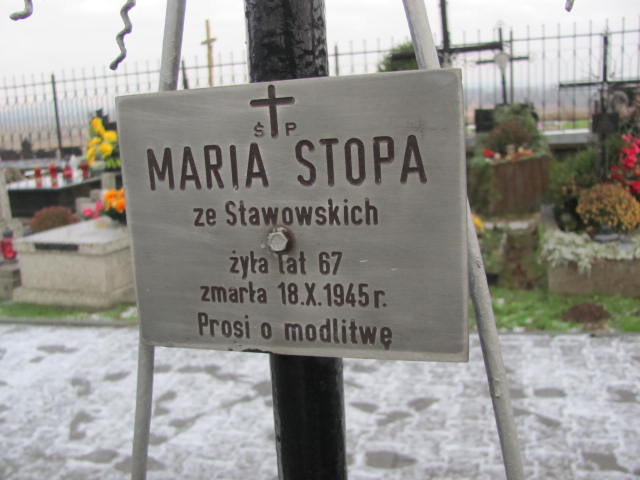 Ś P
MARIA STOPA
ze Stawowskich
żyła lat 67
zmarła 18.X.1945 r.
Prosi o modlitwę